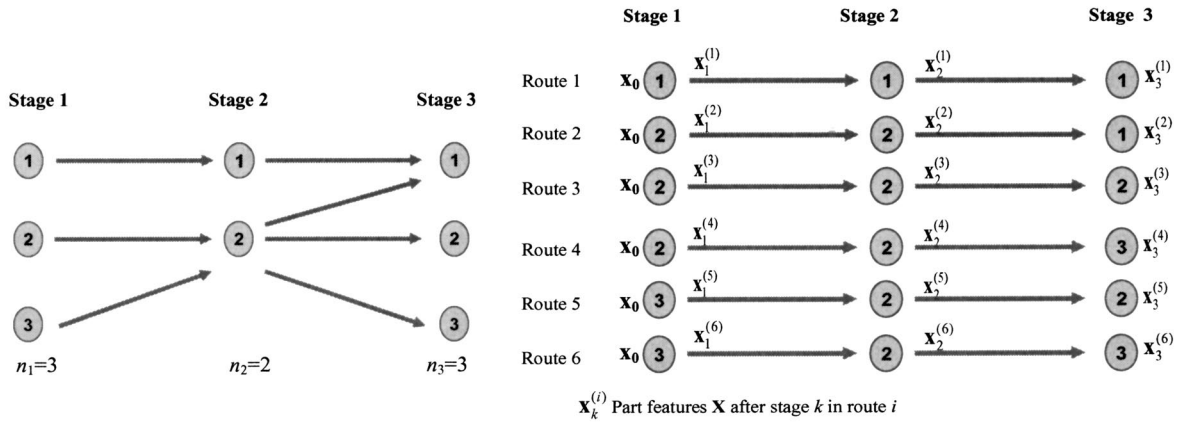 Stage 1 Stage 2 Stage 3
1 1 1
2 2 2
3 3
n₁=3 n₂=2 n₃=3
Stage 1 Stage 2 Stage 3
Route 1 x₀ 1 x₁⁽¹⁾ 1 x₂⁽¹⁾ 1 x₃⁽¹⁾
Route 2 x₀ 2 x₁⁽²⁾ 2 x₂⁽²⁾ 1 x₃⁽²⁾
Route 3 x₀ 2 x₁⁽³⁾ 2 x₂⁽³⁾ 2 x₃⁽³⁾
Route 4 x₀ 2 x₁⁽⁴⁾ 2 x₂⁽⁴⁾ 3 x₃⁽⁴⁾
Route 5 x₀ 3 x₁⁽⁵⁾ 2 x₂⁽⁵⁾ 2 x₃⁽⁵⁾
Route 6 x₀ 3 x₁⁽⁶⁾ 2 x₂⁽⁶⁾ 3 x₃⁽⁶⁾
xₖ⁽ⁱ⁾ Part features X after stage k in route i